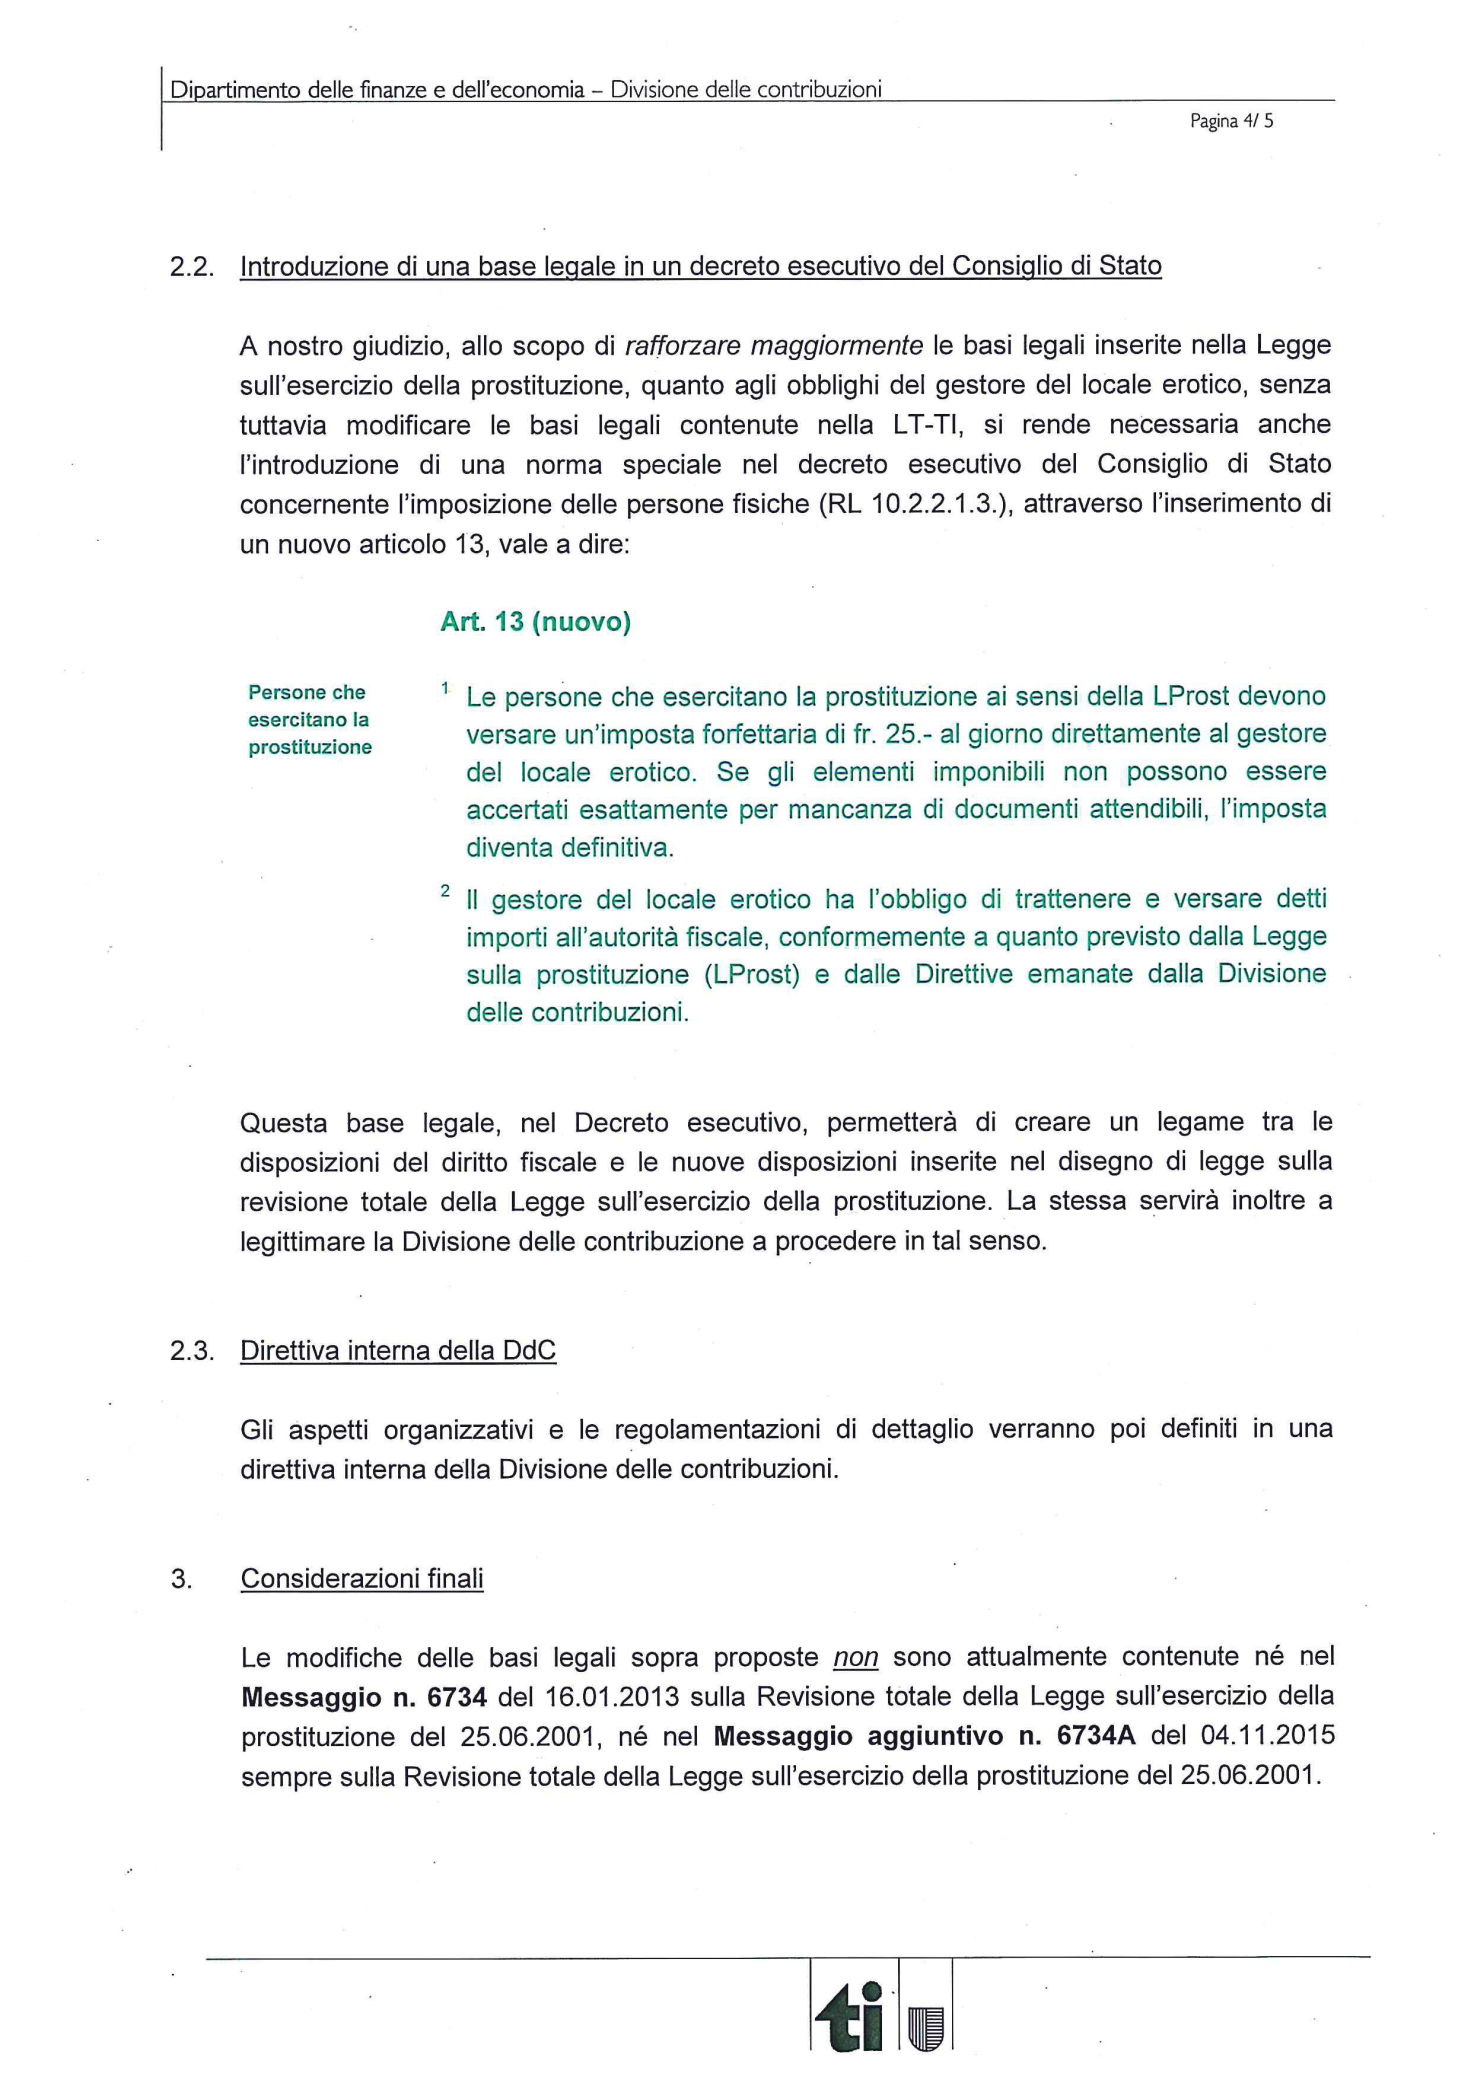 Dipartimento delle finanze e dell'economia – Divisione delle contribuzioni
Pagina 4/ 5
2.2. Introduzione di una base legale in un decreto esecutivo del Consiglio di Stato
A nostro giudizio, allo scopo di rafforzare maggiormente le basi legali inserite nella Legge
sull'esercizio della prostituzione, quanto agli obblighi del gestore del locale erotico, senza
tuttavia modificare le basi legali contenute nella LT-TI, si rende necessaria anche
l'introduzione di una norma speciale nel decreto esecutivo del Consiglio di Stato
concernente l'imposizione delle persone fisiche (RL 10.2.2.1.3.), attraverso l'inserimento di
un nuovo articolo 13, vale a dire:
Art. 13 (nuovo)
Persone che
esercitano la
prostituzione
1 Le persone che esercitano la prostituzione ai sensi della LProst devono
versare un'imposta forfettaria di fr. 25.- al giorno direttamente al gestore
del locale erotico. Se gli elementi imponibili non possono essere
accertati esattamente per mancanza di documenti attendibili, l'imposta
diventa definitiva.
2 Il gestore del locale erotico ha l'obbligo di trattenere e versare detti
importi all'autorità fiscale, conformemente a quanto previsto dalla Legge
sulla prostituzione (LProst) e dalle Direttive emanate dalla Divisione
delle contribuzioni.
Questa base legale, nel Decreto esecutivo, permetterà di creare un legame tra le
disposizioni del diritto fiscale e le nuove disposizioni inserite nel disegno di legge sulla
revisione totale della Legge sull'esercizio della prostituzione. La stessa servirà inoltre a
legittimare la Divisione delle contribuzione a procedere in tal senso.
2.3. Direttiva interna della DdC
Gli aspetti organizzativi e le regolamentazioni di dettaglio verranno poi definiti in una
direttiva interna della Divisione delle contribuzioni.
3. Considerazioni finali
Le modifiche delle basi legali sopra proposte non sono attualmente contenute né nel
Messaggio n. 6734 del 16.01.2013 sulla Revisione totale della Legge sull'esercizio della
prostituzione del 25.06.2001, né nel Messaggio aggiuntivo n. 6734A del 04.11.2015
sempre sulla Revisione totale della Legge sull'esercizio della prostituzione del 25.06.2001.
ti